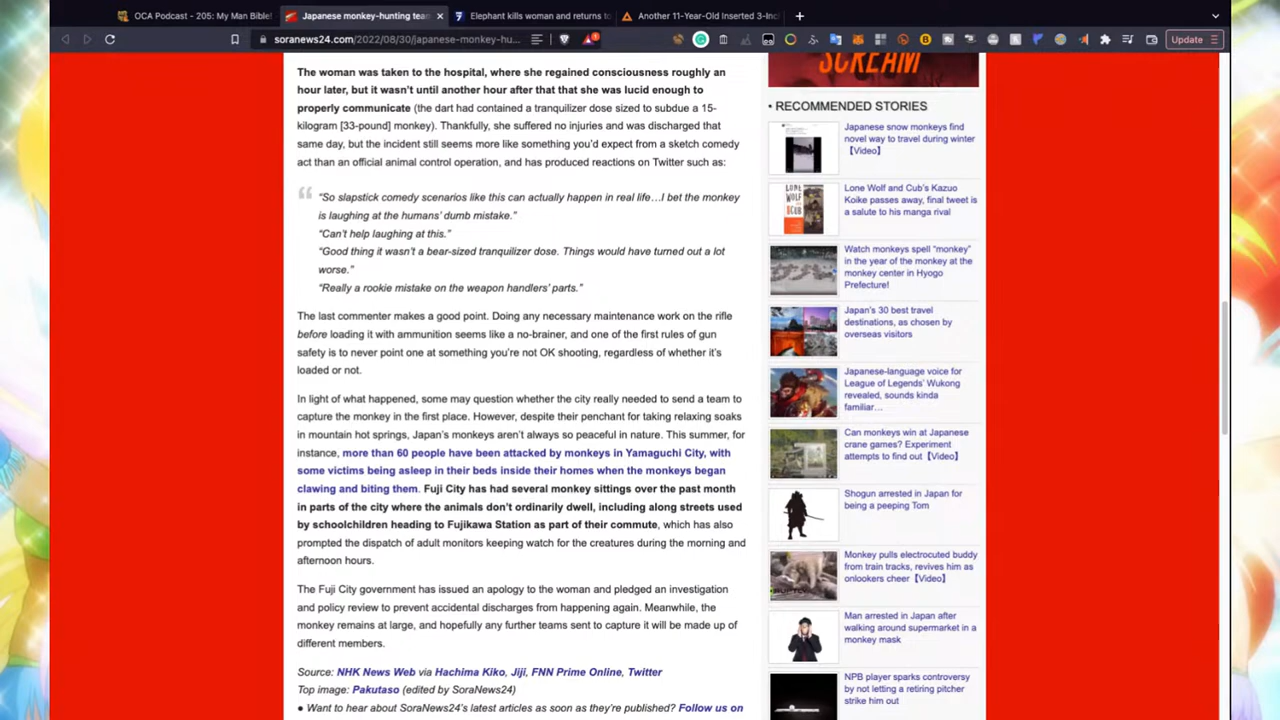 OCA Podcast - 205: My Man Bible!
Japanese monkey-hunting team
Elephant kills woman and returns to
Another 11-Year-Old Inserted 3-Inch
soranews24.com/2022/08/30/japanese-monkey-hu...
Update
The woman was taken to the hospital, where she regained consciousness roughly an
hour later, but it wasn't until another hour after that that she was lucid enough to
properly communicate (the dart had contained a tranquilizer dose sized to subdue a 15-
kilogram [33-pound] monkey). Thankfully, she suffered no injuries and was discharged that
same day, but the incident still seems more like something you'd expect from a sketch comedy
act than an official animal control operation, and has produced reactions on Twitter such as:
"So slapstick comedy scenarios like this can actually happen in real life…I bet the monkey
is laughing at the humans' dumb mistake."
"Can't help laughing at this."
"Good thing it wasn't a bear-sized tranquilizer dose. Things would have turned out a lot
worse."
"Really a rookie mistake on the weapon handlers' parts."
The last commenter makes a good point. Doing any necessary maintenance work on the rifle
before loading it with ammunition seems like a no-brainer, and one of the first rules of gun
safety is to never point one at something you're not OK shooting, regardless of whether it's
loaded or not.
In light of what happened, some may question whether the city really needed to send a team to
capture the monkey in the first place. However, despite their penchant for taking relaxing soaks
in mountain hot springs, Japan's monkeys aren't always so peaceful in nature. This summer, for
instance, more than 60 people have been attacked by monkeys in Yamaguchi City, with
some victims being asleep in their beds inside their homes when the monkeys began
clawing and biting them. Fuji City has had several monkey sittings over the past month
in parts of the city where the animals don't ordinarily dwell, including along streets used
by schoolchildren heading to Fujikawa Station as part of their commute, which has also
prompted the dispatch of adult monitors keeping watch for the creatures during the morning and
afternoon hours.
The Fuji City government has issued an apology to the woman and pledged an investigation
and policy review to prevent accidental discharges from happening again. Meanwhile, the
monkey remains at large, and hopefully any further teams sent to capture it will be made up of
different members.
Source: NHK News Web via Hachima Kiko, Jiji, FNN Prime Online, Twitter
Top image: Pakutaso (edited by SoraNews24)
● Want to hear about SoraNews24's latest articles as soon as they're published? Follow us on
SCREAM
• RECOMMENDED STORIES
Japanese snow monkeys find
novel way to travel during winter
【Video】
LONE
WOLF
AND
CUB
Lone Wolf and Cub's Kazuo
Koike passes away, final tweet is
a salute to his manga rival
Watch monkeys spell "monkey"
in the year of the monkey at the
monkey center in Hyogo
Prefecture!
Japan's 30 best travel
destinations, as chosen by
overseas visitors
Japanese-language voice for
League of Legends' Wukong
revealed, sounds kinda
familiar…
Can monkeys win at Japanese
crane games? Experiment
attempts to find out【Video】
Shogun arrested in Japan for
being a peeping Tom
Monkey pulls electrocuted buddy
from train tracks, revives him as
onlookers cheer【Video】
Man arrested in Japan after
walking around supermarket in a
monkey mask
NPB player sparks controversy
by not letting a retiring pitcher
strike him out